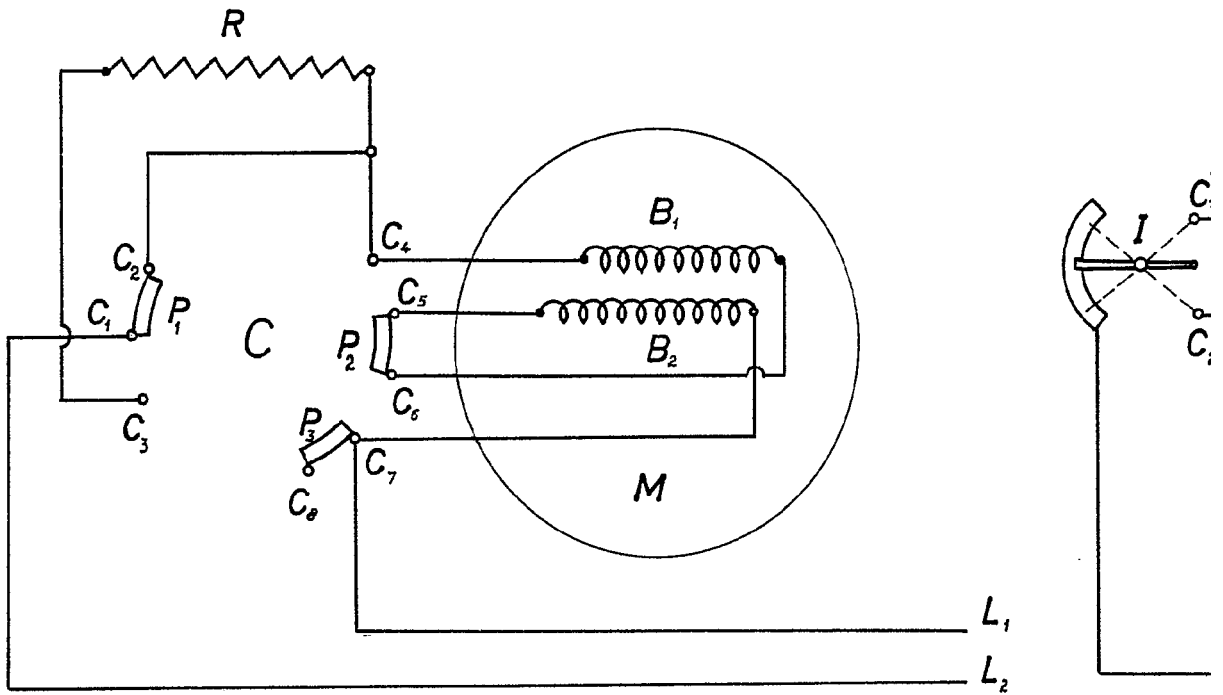 R
B₁
C₄
C₂
C₅
P₁
C₁
C
P₂
B₂
C₆
C₃
P₃
C₇
C₈
M
L₁
L₂
I